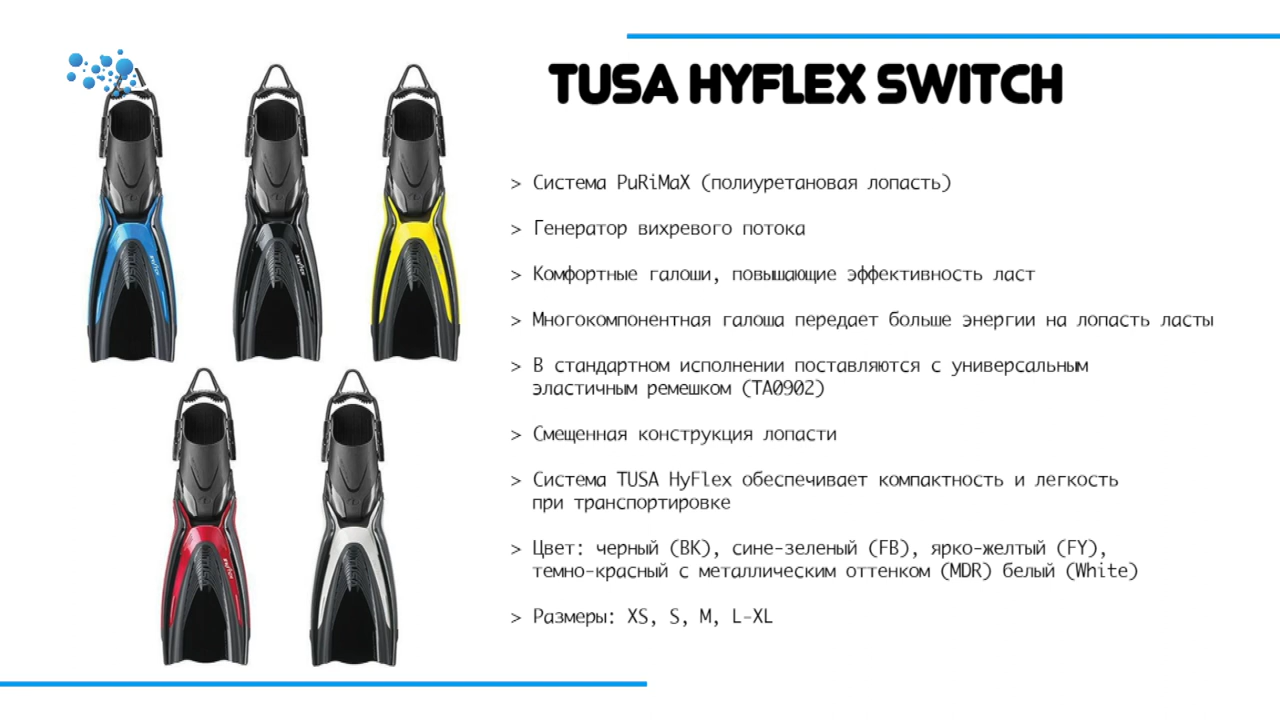 TUSA HYFLEX SWITCH
> Система PuRiMaX (полиуретановая лопасть)
> Генератор вихревого потока
> Комфортные галоши, повышающие эффективность ласт
> Многокомпонентная галоша передает больше энергии на лопасть ласты
> В стандартном исполнении поставляются с универсальным
эластичным ремешком (TA0902)
> Смещенная конструкция лопасти
> Система TUSA HyFlex обеспечивает компактность и легкость
при транспортировке
> Цвет: черный (BK), сине-зеленый (FB), ярко-желтый (FY),
темно-красный с металлическим оттенком (MDR) белый (White)
> Размеры: XS, S, M, L-XL